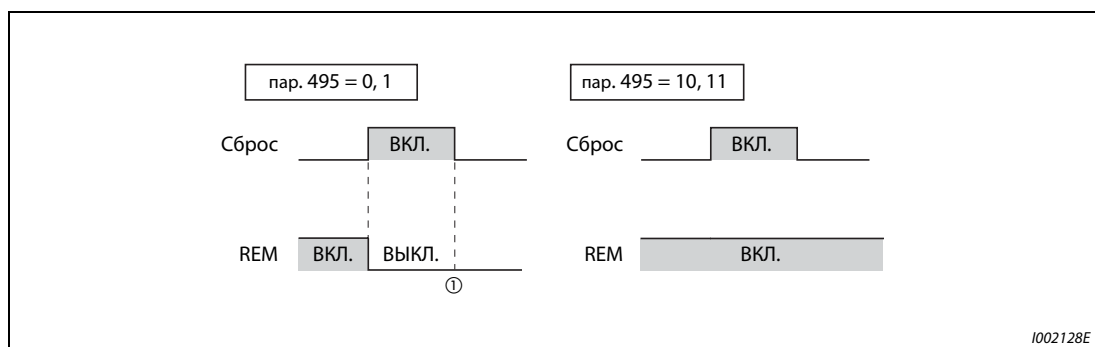 пар. 495 = 0, 1
пар. 495 = 10, 11
Сброс ВКЛ.
Сброс ВКЛ.
REM ВКЛ. ВЫКЛ.
REM ВКЛ.
①
I002128E